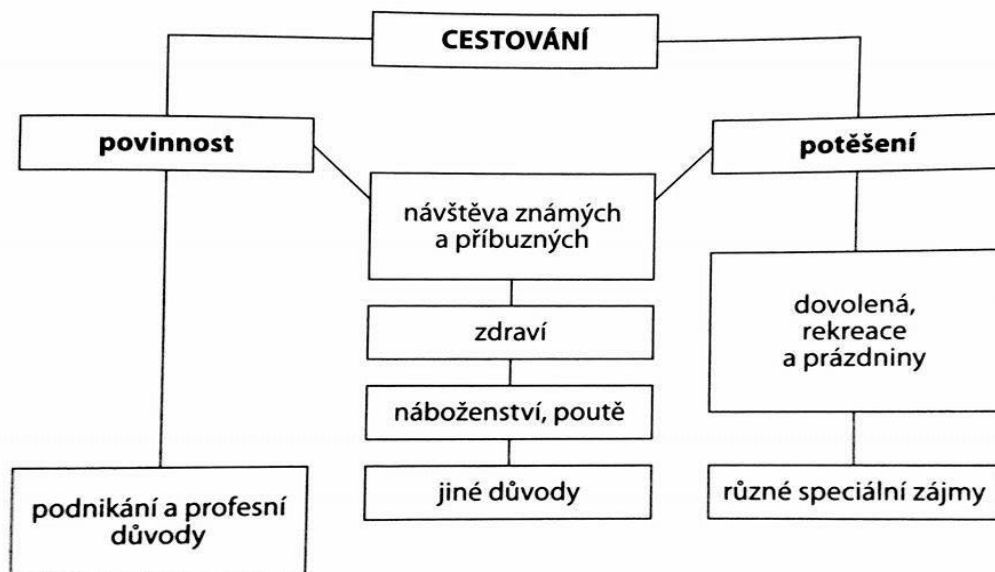 CESTOVÁNÍ
povinnost
potěšení
návštěva známých
a příbuzných
zdraví
náboženství, poutě
jiné důvody
dovolená,
rekreace
a prázdniny
různé speciální zájmy
podnikání a profesní
důvody